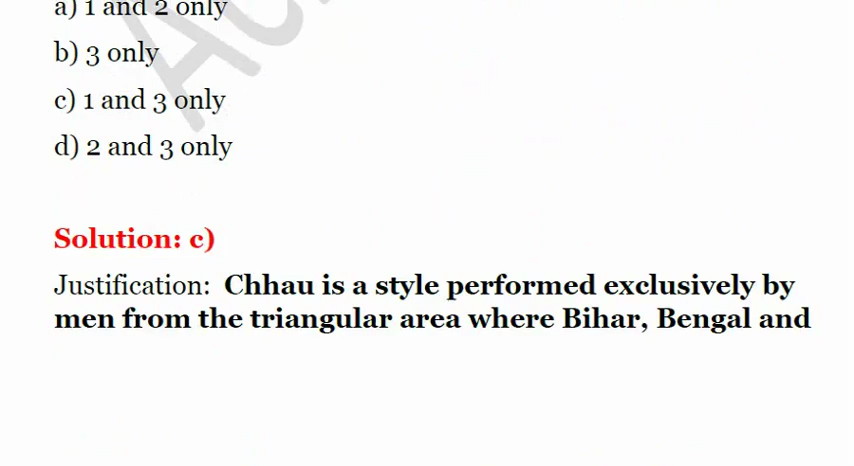 a) 1 and 2 only
b) 3 only
c) 1 and 3 only
d) 2 and 3 only
Solution: c)
Justification: Chhau is a style performed exclusively by
men from the triangular area where Bihar, Bengal and